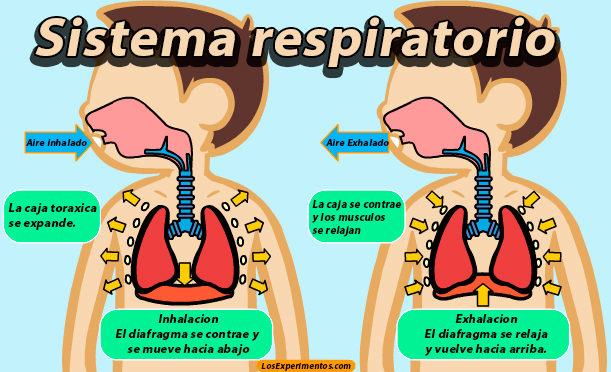 Sistema respiratorio
Aire inhalado
Aire Exhalado
La caja toraxica
se expande.
La caja se contrae
y los musculos
se relajan
Inhalacion
El diafragma se contrae y
se mueve hacia abajo
Exhalacion
El diafragma se relaja
y vuelve hacia arriba.
LosExperimentos.com